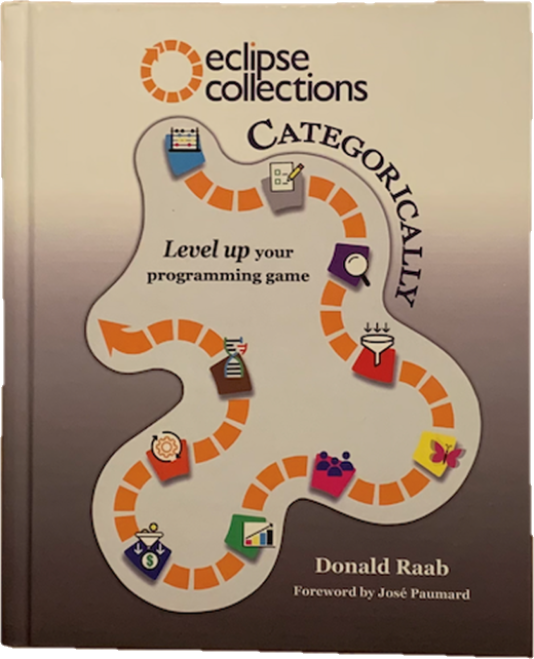 eclipse
collections
CATEGORICALLY
Level up your
programming game
$
Donald Raab
Foreword by José Paumard